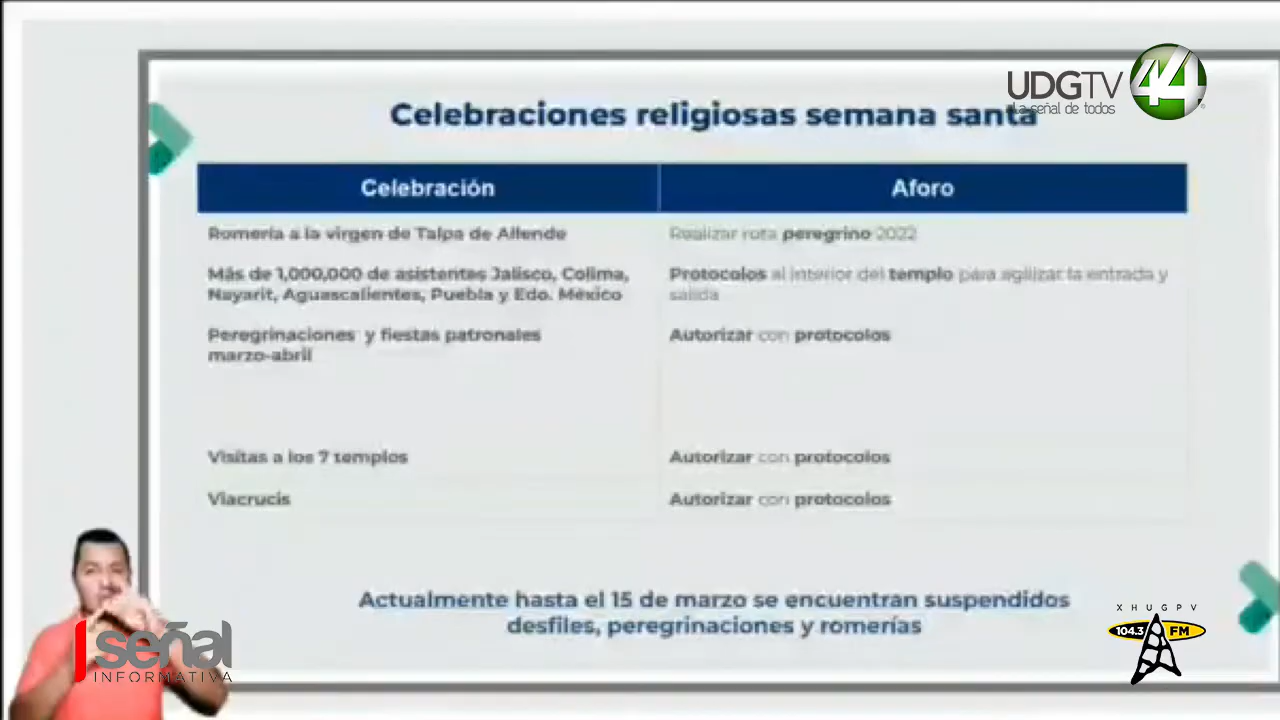 UDGTV 44
La señal de todos
Celebraciones religiosas semana santa
Celebración
Aforo
Romería a la virgen de Talpa de Allende
Realizar rota peregrino 2022
Más de 1,000,000 de asistentes Jalisco, Colima,
Nayarit, Aguascalientes, Puebla y Edo. México
Protocolos al interior del templo para agilizar la entrada y
salida
Peregrinaciones y fiestas patronales
marzo-abril
Autorizar con protocolos
Visitas a los 7 templos
Autorizar con protocolos
Viacrucis
Autorizar con protocolos
Actualmente hasta el 15 de marzo se encuentran suspendidos
desfiles, peregrinaciones y romerías
señal
INFORMATIVA
XHUGPV
104.3 FM